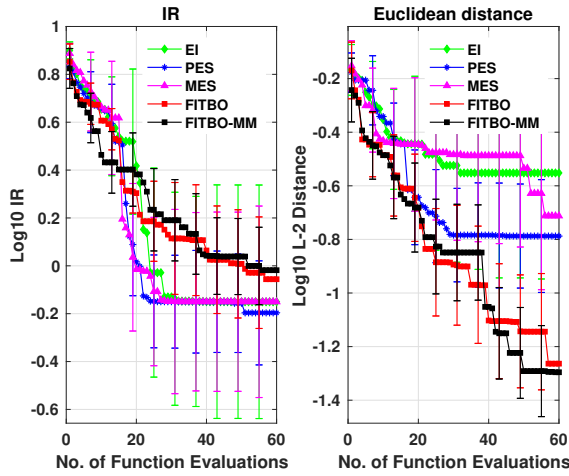 IR
Euclidean distance
1
0.8
0.6
0.4
0.2
0
-0.2
-0.4
-0.6
Log10 IR
EI
PES
MES
FITBO
FITBO-MM
0
20
40
60
No. of Function Evaluations
-0.2
-0.4
-0.6
-0.8
-1
-1.2
-1.4
Log10 L-2 Distance
EI
PES
MES
FITBO
FITBO-MM
0
20
40
60
No. of Function Evaluations